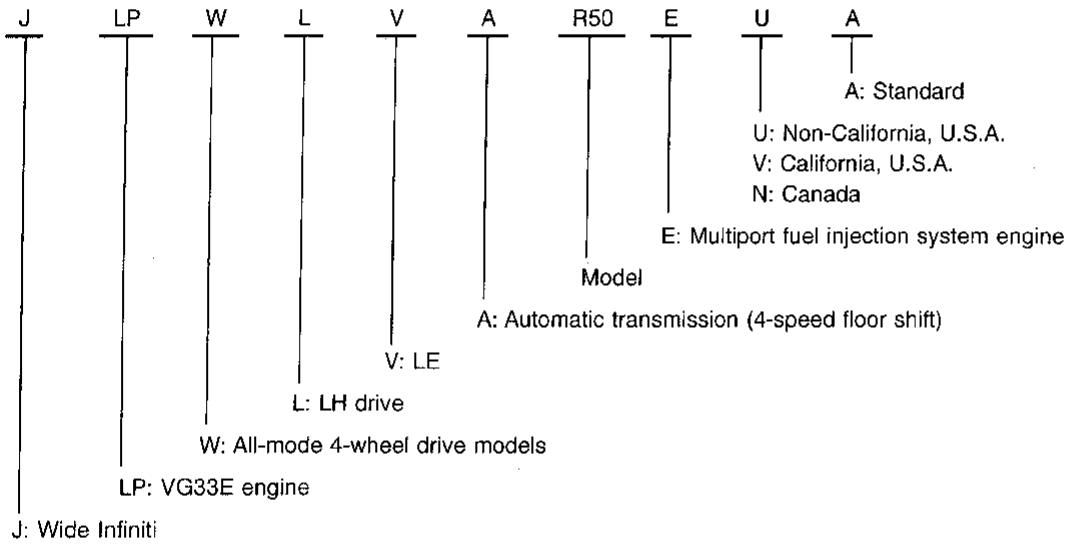 J LP W L V A R50 E U A
A: Standard
U: Non-California, U.S.A.
V: California, U.S.A.
N: Canada
E: Multiport fuel injection system engine
Model
A: Automatic transmission (4-speed floor shift)
V: LE
L: LH drive
W: All-mode 4-wheel drive models
LP: VG33E engine
J: Wide Infiniti